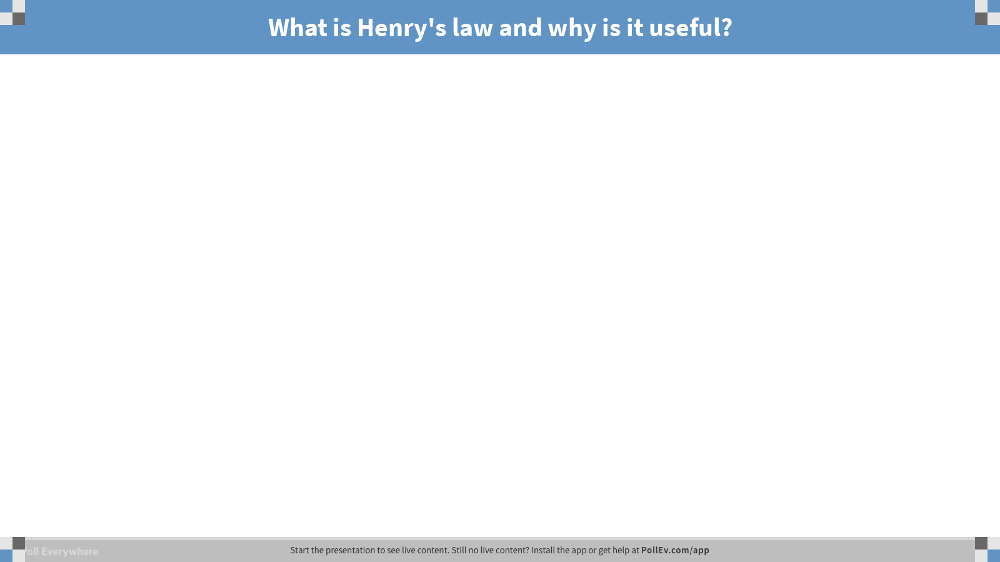 What is Henry's law and why is it useful?
Poll Everywhere
Start the presentation to see live content. Still no live content? Install the app or get help at PollEv.com/app